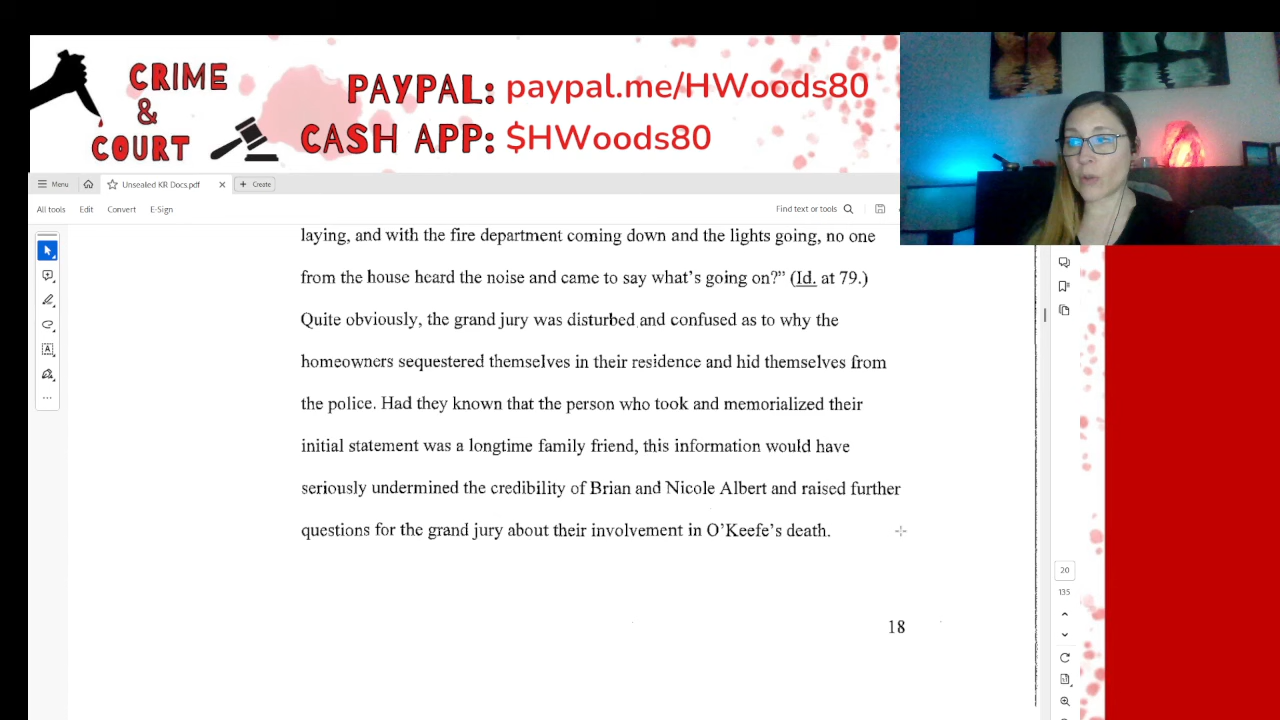 CRIME
&
COURT
PAYPAL: paypal.me/HWoods80
CASH APP: $HWoods80
Menu
Unsealed KR Docs.pdf
Create
All tools
Edit
Convert
E-Sign
Find text or tools
laying, and with the fire department coming down and the lights going, no one
from the house heard the noise and came to say what's going on?” (Id. at 79.)
Quite obviously, the grand jury was disturbed and confused as to why the
homeowners sequestered themselves in their residence and hid themselves from
the police. Had they known that the person who took and memorialized their
initial statement was a longtime family friend, this information would have
seriously undermined the credibility of Brian and Nicole Albert and raised further
questions for the grand jury about their involvement in O'Keefe's death.
18
20
135